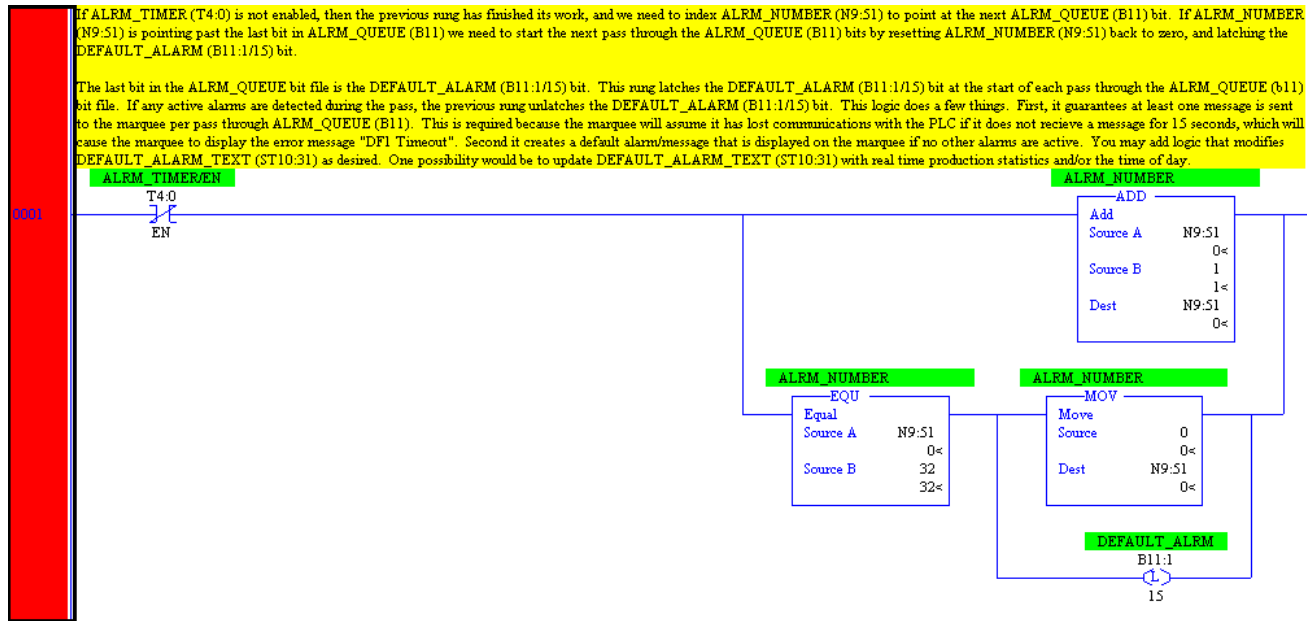 If ALRM_TIMER (T4:0) is not enabled, then the previous rung has finished its work, and we need to index ALRM_NUMBER (N9:51) to point at the next ALRM_QUEUE (B11) bit.  If ALRM_NUMBER
(N9:51) is pointing past the last bit in ALRM_QUEUE (B11) we need to start the next pass through the ALRM_QUEUE (B11) bits by resetting ALRM_NUMBER (N9:51) back to zero, and latching the
DEFAULT_ALARM (B11:1/15) bit.
The last bit in the ALRM_QUEUE bit file is the DEFAULT_ALARM (B11:1/15) bit.  This rung latches the DEFAULT_ALARM (B11:1/15) bit at the start of each pass through the ALRM_QUEUE (b11)
bit file.  If any active alarms are detected during the pass, the previous rung unlatches the DEFAULT_ALARM (B11:1/15) bit.  This logic does a few things.  First, it guarantees at least one message is sent
to the marquee per pass through ALRM_QUEUE (B11).  This is required because the marquee will assume it has lost communications with the PLC if it does not recieve a message for 15 seconds, which will
cause the marquee to display the error message "DF1 Timeout".  Second it creates a default alarm/message that is displayed on the marquee if no other alarms are active.  You may add logic that modifies
DEFAULT_ALARM_TEXT (ST10:31) as desired.  One possibility would be to update DEFAULT_ALARM_TEXT (ST10:31) with real time production statistics and/or the time of day.
ALRM_TIMER/EN
T4:0
EN
0001
ALRM_NUMBER
ADD
Add
Source A N9:51
0<
Source B 1
1<
Dest N9:51
0<
ALRM_NUMBER
EQU
Equal
Source A N9:51
0<
Source B 32
32<
ALRM_NUMBER
MOV
Move
Source 0
0<
Dest N9:51
0<
DEFAULT_ALRM
B11:1
L
15